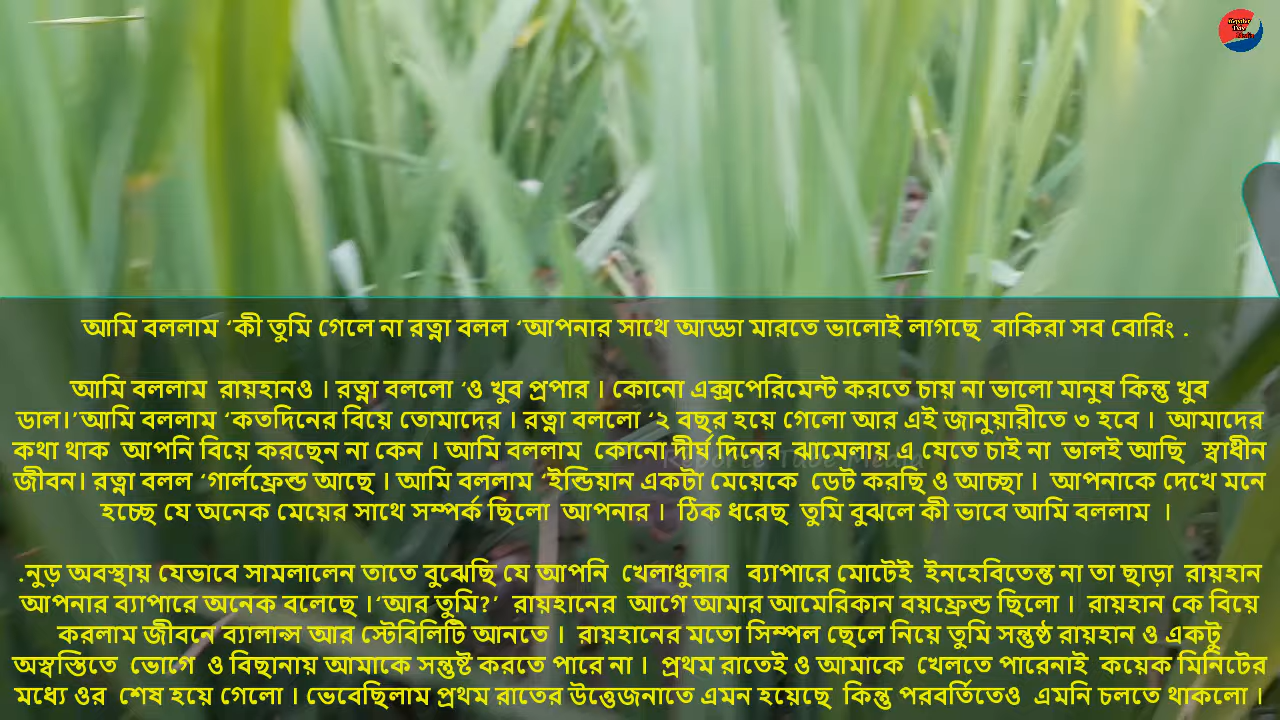 আমি বললাম ‘কী তুমি গেলে না রত্না বলল ‘আপনার সাথে আড্ডা মারতে ভালোই লাগছে বাকিরা সব বোরিং .
আমি বললাম রায়হানও । রত্না বললো ‘ও খুব প্রপার । কোনো এক্সপেরিমেন্ট করতে চায় না ভালো মানুষ কিন্তু খুব
ডাল।’আমি বললাম ‘কতদিনের বিয়ে তোমাদের । রত্না বললো ‘২ বছর হয়ে গেলো আর এই জানুয়ারীতে ৩ হবে । আমাদের
কথা থাক আপনি বিয়ে করছেন না কেন । আমি বললাম কোনো দীর্ঘ দিনের ঝামেলায় এ যেতে চাই না ভালই আছি স্বাধীন
জীবন। রত্না বলল ‘গার্লফ্রেন্ড আছে । আমি বললাম ‘ইন্ডিয়ান একটা মেয়েকে ডেট করছি ও আচ্ছা । আপনাকে দেখে মনে
হচ্ছে যে অনেক মেয়ের সাথে সম্পর্ক ছিলো আপনার । ঠিক ধরেছ তুমি বুঝলে কী ভাবে আমি বললাম ।
.নুড় অবস্থায় যেভাবে সামলালেন তাতে বুঝেছি যে আপনি খেলাধুলার ব্যাপারে মোটেই ইনহেবিতেন্ত না তা ছাড়া রায়হান
আপনার ব্যাপারে অনেক বলেছে ।‘আর তুমি?’ রায়হানের আগে আমার আমেরিকান বয়ফ্রেন্ড ছিলো । রায়হান কে বিয়ে
করলাম জীবনে ব্যালান্স আর স্টেবিলিটি আনতে । রায়হানের মতো সিম্পল ছেলে নিয়ে তুমি সন্তুষ্ঠ রায়হান ও একটূ
অস্বস্তিতে ভোগে ও বিছানায় আমাকে সন্তুষ্ট করতে পারে না । প্রথম রাতেই ও আমাকে খেলতে পারেনাই কয়েক মিনিটের
মধ্যে ওর শেষ হয়ে গেলো । ভেবেছিলাম প্রথম রাতের উত্তেজনাতে এমন হয়েছে কিন্তু পরবর্তিতেও এমনি চলতে থাকলো ।